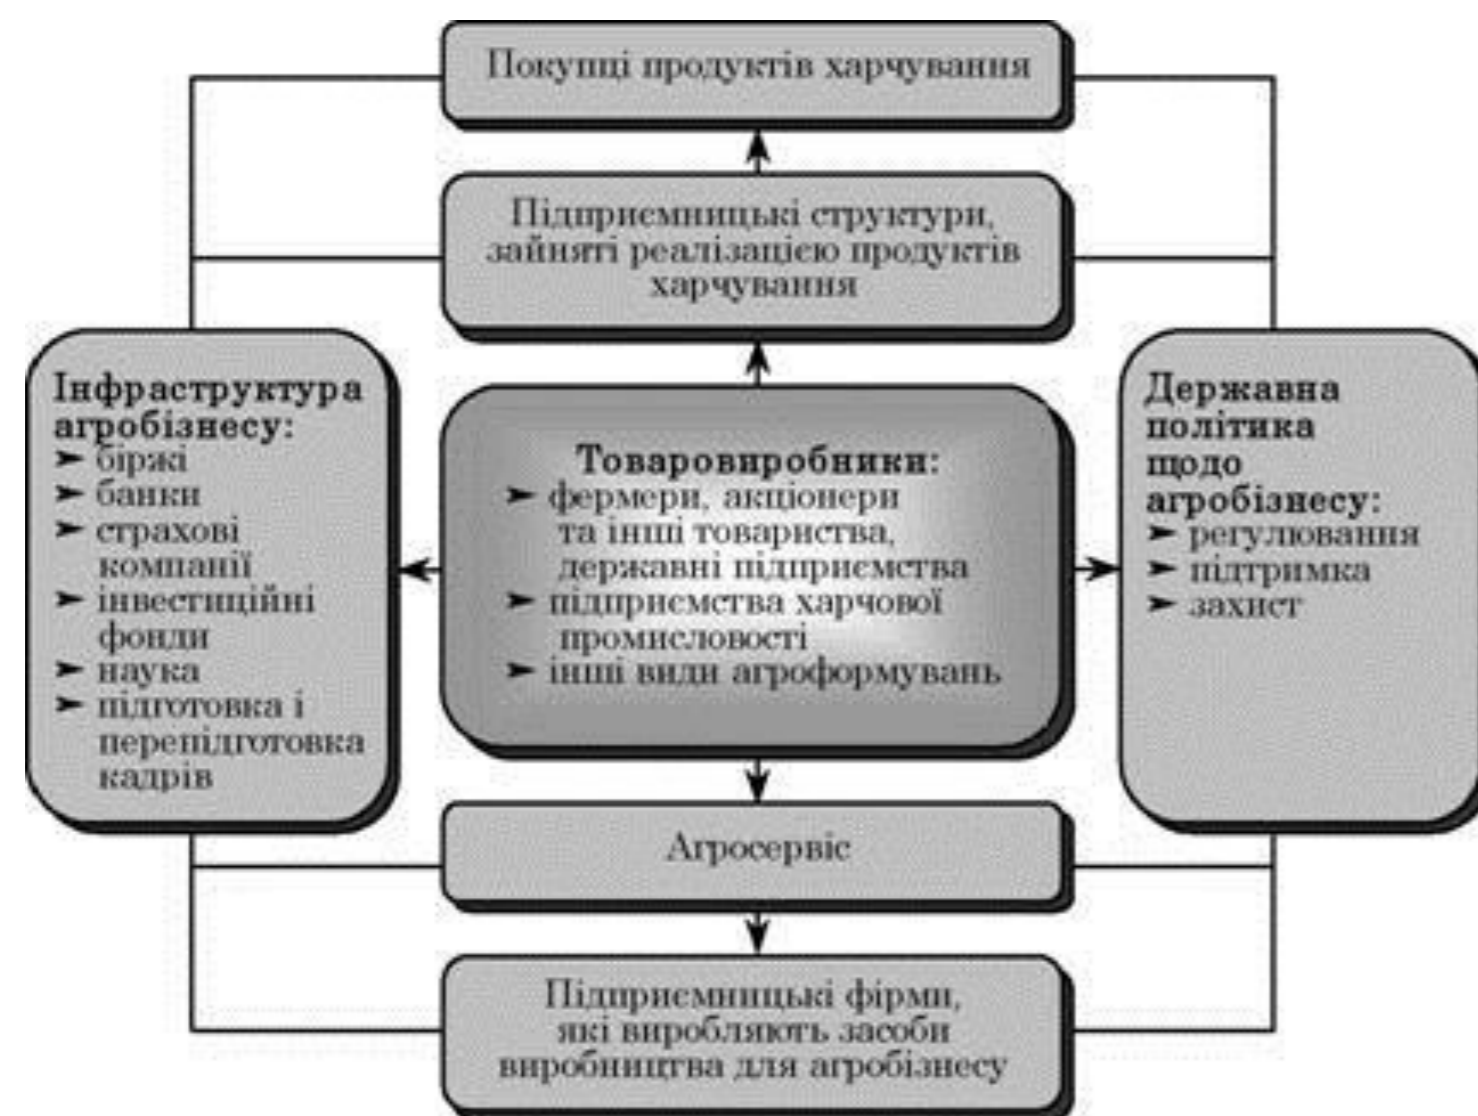 Покупці продуктів харчування
Підприємницькі структури,
зайняті реалізацією продуктів
харчування
Інфраструктура
агробізнесу:
➤ біржі
➤ банки
➤ страхові
компанії
➤ інвестиційні
фонди
➤ наука
➤ підготовка і
перепідготовка
кадрів
Товаровиробники:
➤ фермери, акціонери
та інші товариства,
державні підприємства
➤ підприємства харчової
промисловості
➤ інші види агроформувань
Державна
політика
щодо
агробізнесу:
➤ регулювання
➤ підтримка
➤ захист
Агросервіс
Підприємницькі фірми,
які виробляють засоби
виробництва для агробізнесу